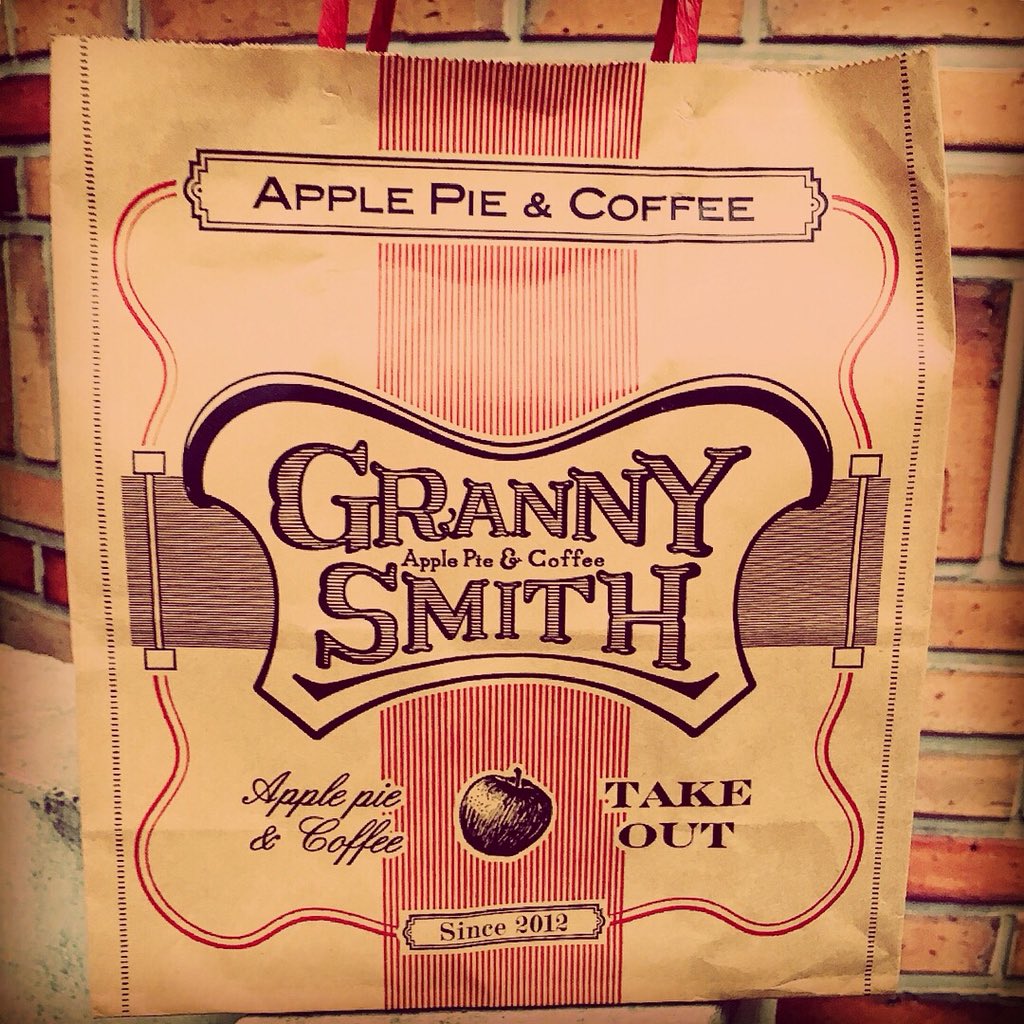 APPLE PIE & COFFEE
GRANNY
Apple Pie & Coffee
SMITH
Apple pie
& Coffee
TAKE
OUT
Since 2012